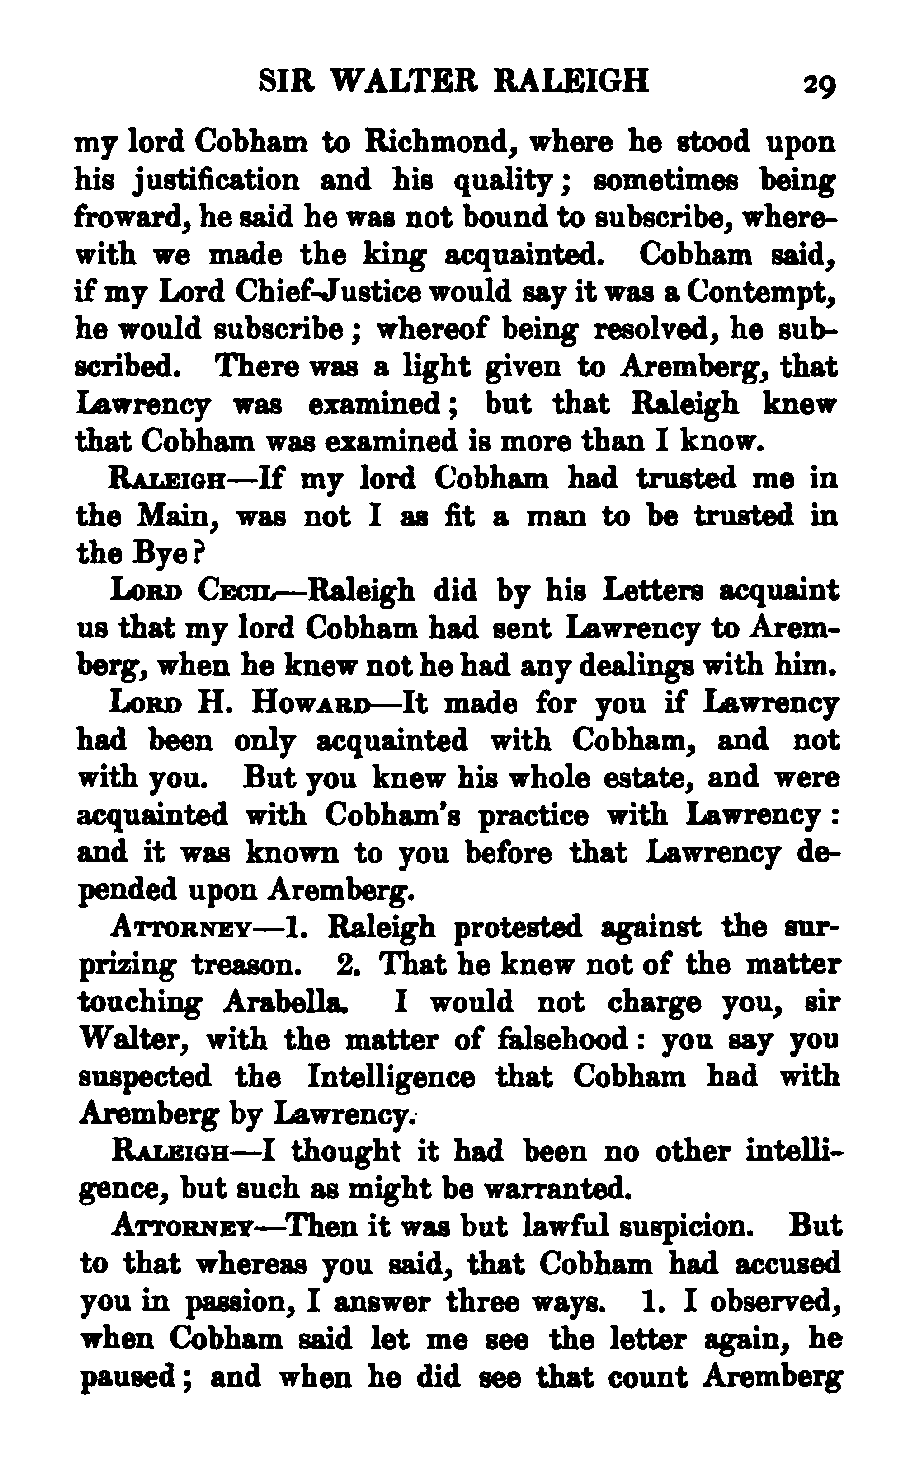 SIR WALTER RALEIGH 29
my lord Cobham to Richmond, where he stood upon
his justification and his quality; sometimes being
froward, he said he was not bound to subscribe, where-
with we made the king acquainted. Cobham said,
if my Lord Chief-Justice would say it was a Contempt,
he would subscribe; whereof being resolved, he sub-
scribed. There was a light given to Aremberg, that
Lawrency was examined; but that Raleigh knew
that Cobham was examined is more than I know.
RALEIGH—If my lord Cobham had trusted me in
the Main, was not I as fit a man to be trusted in
the Bye?
LORD CECIL—Raleigh did by his Letters acquaint
us that my lord Cobham had sent Lawrency to Arem-
berg, when he knew not he had any dealings with him.
LORD H. HOWARD—It made for you if Lawrency
had been only acquainted with Cobham, and not
with you. But you knew his whole estate, and were
acquainted with Cobham's practice with Lawrency:
and it was known to you before that Lawrency de-
pended upon Aremberg.
ATTORNEY—1. Raleigh protested against the sur-
prizing treason. 2. That he knew not of the matter
touching Arabella. I would not charge you, sir
Walter, with the matter of falsehood: you say you
suspected the Intelligence that Cobham had with
Aremberg by Lawrency.
RALEIGH—I thought it had been no other intelli-
gence, but such as might be warranted.
ATTORNEY—Then it was but lawful suspicion. But
to that whereas you said, that Cobham had accused
you in passion, I answer three ways. 1. I observed,
when Cobham said let me see the letter again, he
paused; and when he did see that count Aremberg